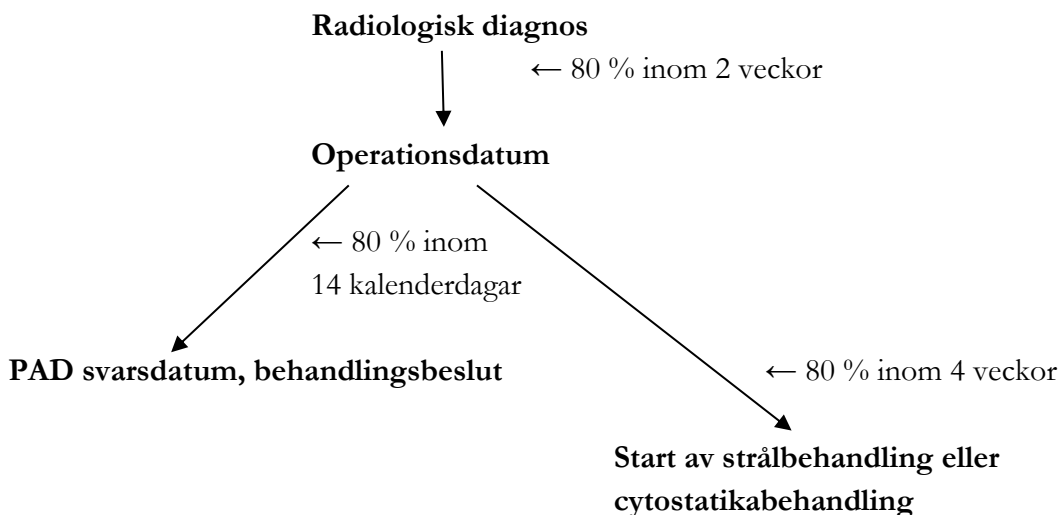 Radiologisk diagnos
← 80 % inom 2 veckor
Operationsdatum
← 80 % inom
14 kalenderdagar
PAD svarsdatum, behandlingsbeslut
← 80 % inom 4 veckor
Start av strålbehandling eller
cytostatikabehandling